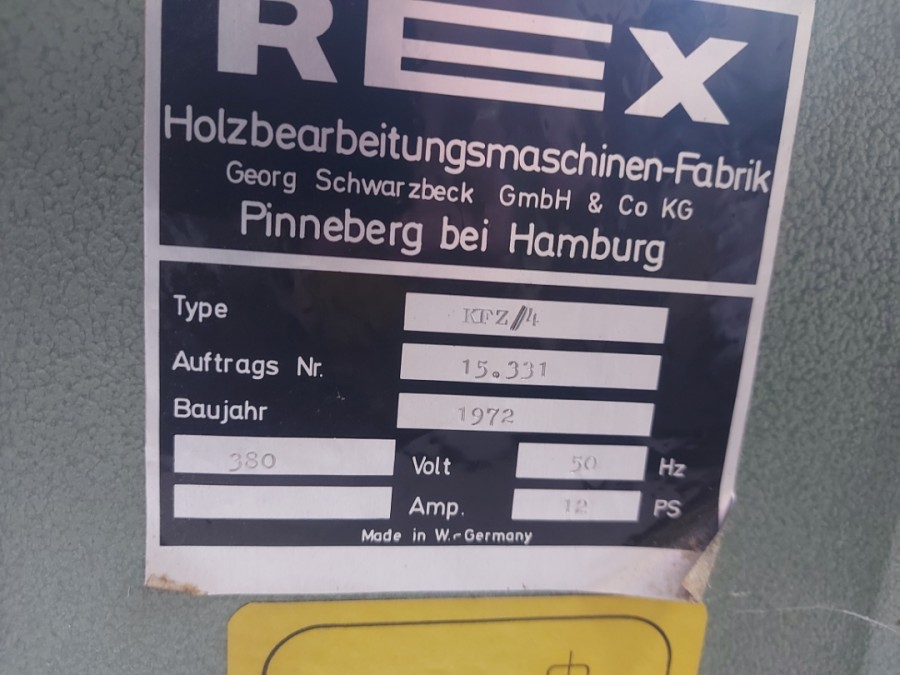 REX
Holzbearbeitungsmaschinen-Fabrik
Georg Schwarzbeck GmbH & Co KG
Pinneberg bei Hamburg
Type KFZ/4
Auftrags Nr. 15.331
Baujahr 1972
380 Volt 50 Hz
Amp. 12 PS
Made in W.-Germany